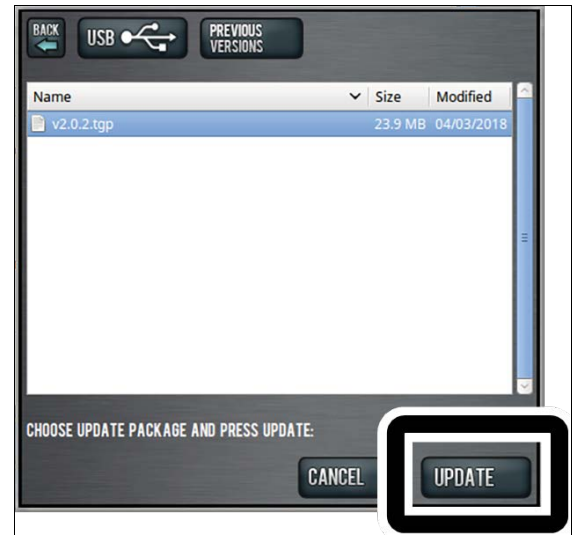 BACK
USB
PREVIOUS
VERSIONS
Name Size Modified
v2.0.2.tgp 23.9 MB 04/03/2018
CHOOSE UPDATE PACKAGE AND PRESS UPDATE:
CANCEL UPDATE